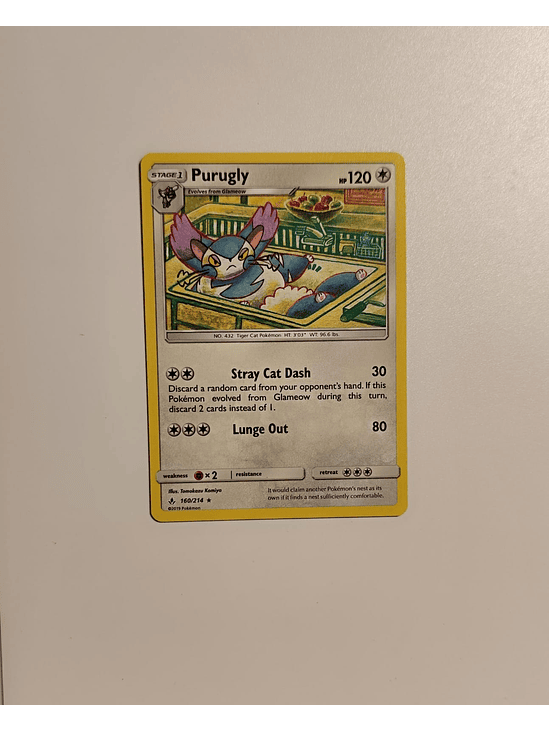 STAGE 1 Purugly HP 120
Evolves from Glameow
NO. 432 Tiger Cat Pokémon HT: 3'03" WT: 96.6 lbs.
Stray Cat Dash 30
Discard a random card from your opponent's hand. If this
Pokémon evolved from Glameow during this turn,
discard 2 cards instead of 1.
Lunge Out 80
weakness × 2 resistance retreat
Illus. Tomokazu Komiya
160/214 ★
©2019 Pokémon
It would claim another Pokémon's nest as its
own if it finds a nest sufficiently comfortable.